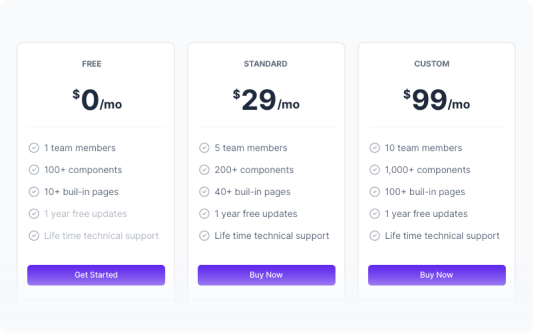 FREE
$0/mo
1 team members
100+ components
10+ buil-in pages
1 year free updates
Life time technical support
Get Started
STANDARD
$29/mo
5 team members
200+ components
40+ buil-in pages
1 year free updates
Life time technical support
Buy Now
CUSTOM
$99/mo
10 team members
1,000+ components
100+ buil-in pages
1 year free updates
Life time technical support
Buy Now